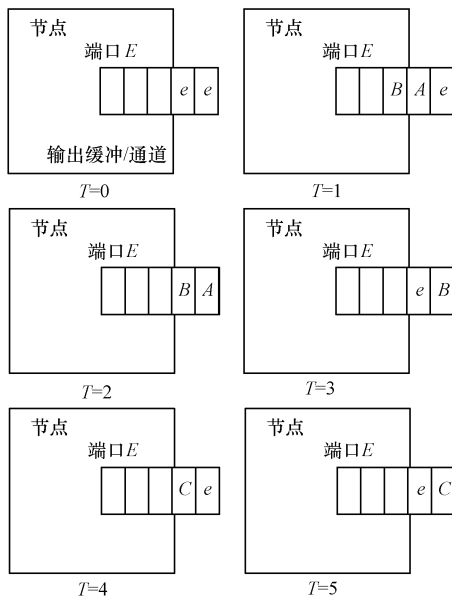 节点
端口E
e e
输出缓冲/通道
T=0
节点
端口E
B A e
T=1
节点
端口E
B A
T=2
节点
端口E
e B
T=3
节点
端口E
C e
T=4
节点
端口E
e C
T=5